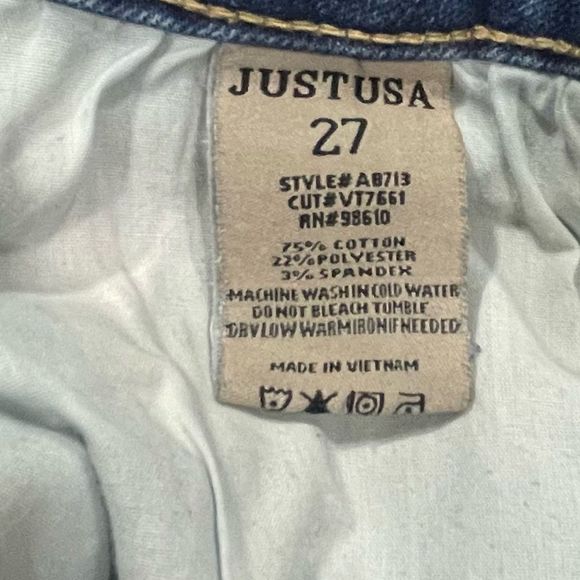 JUSTUSA
27
STYLE# AB713
CUT#VT7661
RN#98610
75% COTTON
22%POLYESTER
3% SPANDEX
MACHINE WASH IN COLD WATER
DO NOT BLEACH TUMBLE
DRY LOW WARM IRON IF NEEDED
MADE IN VIETNAM